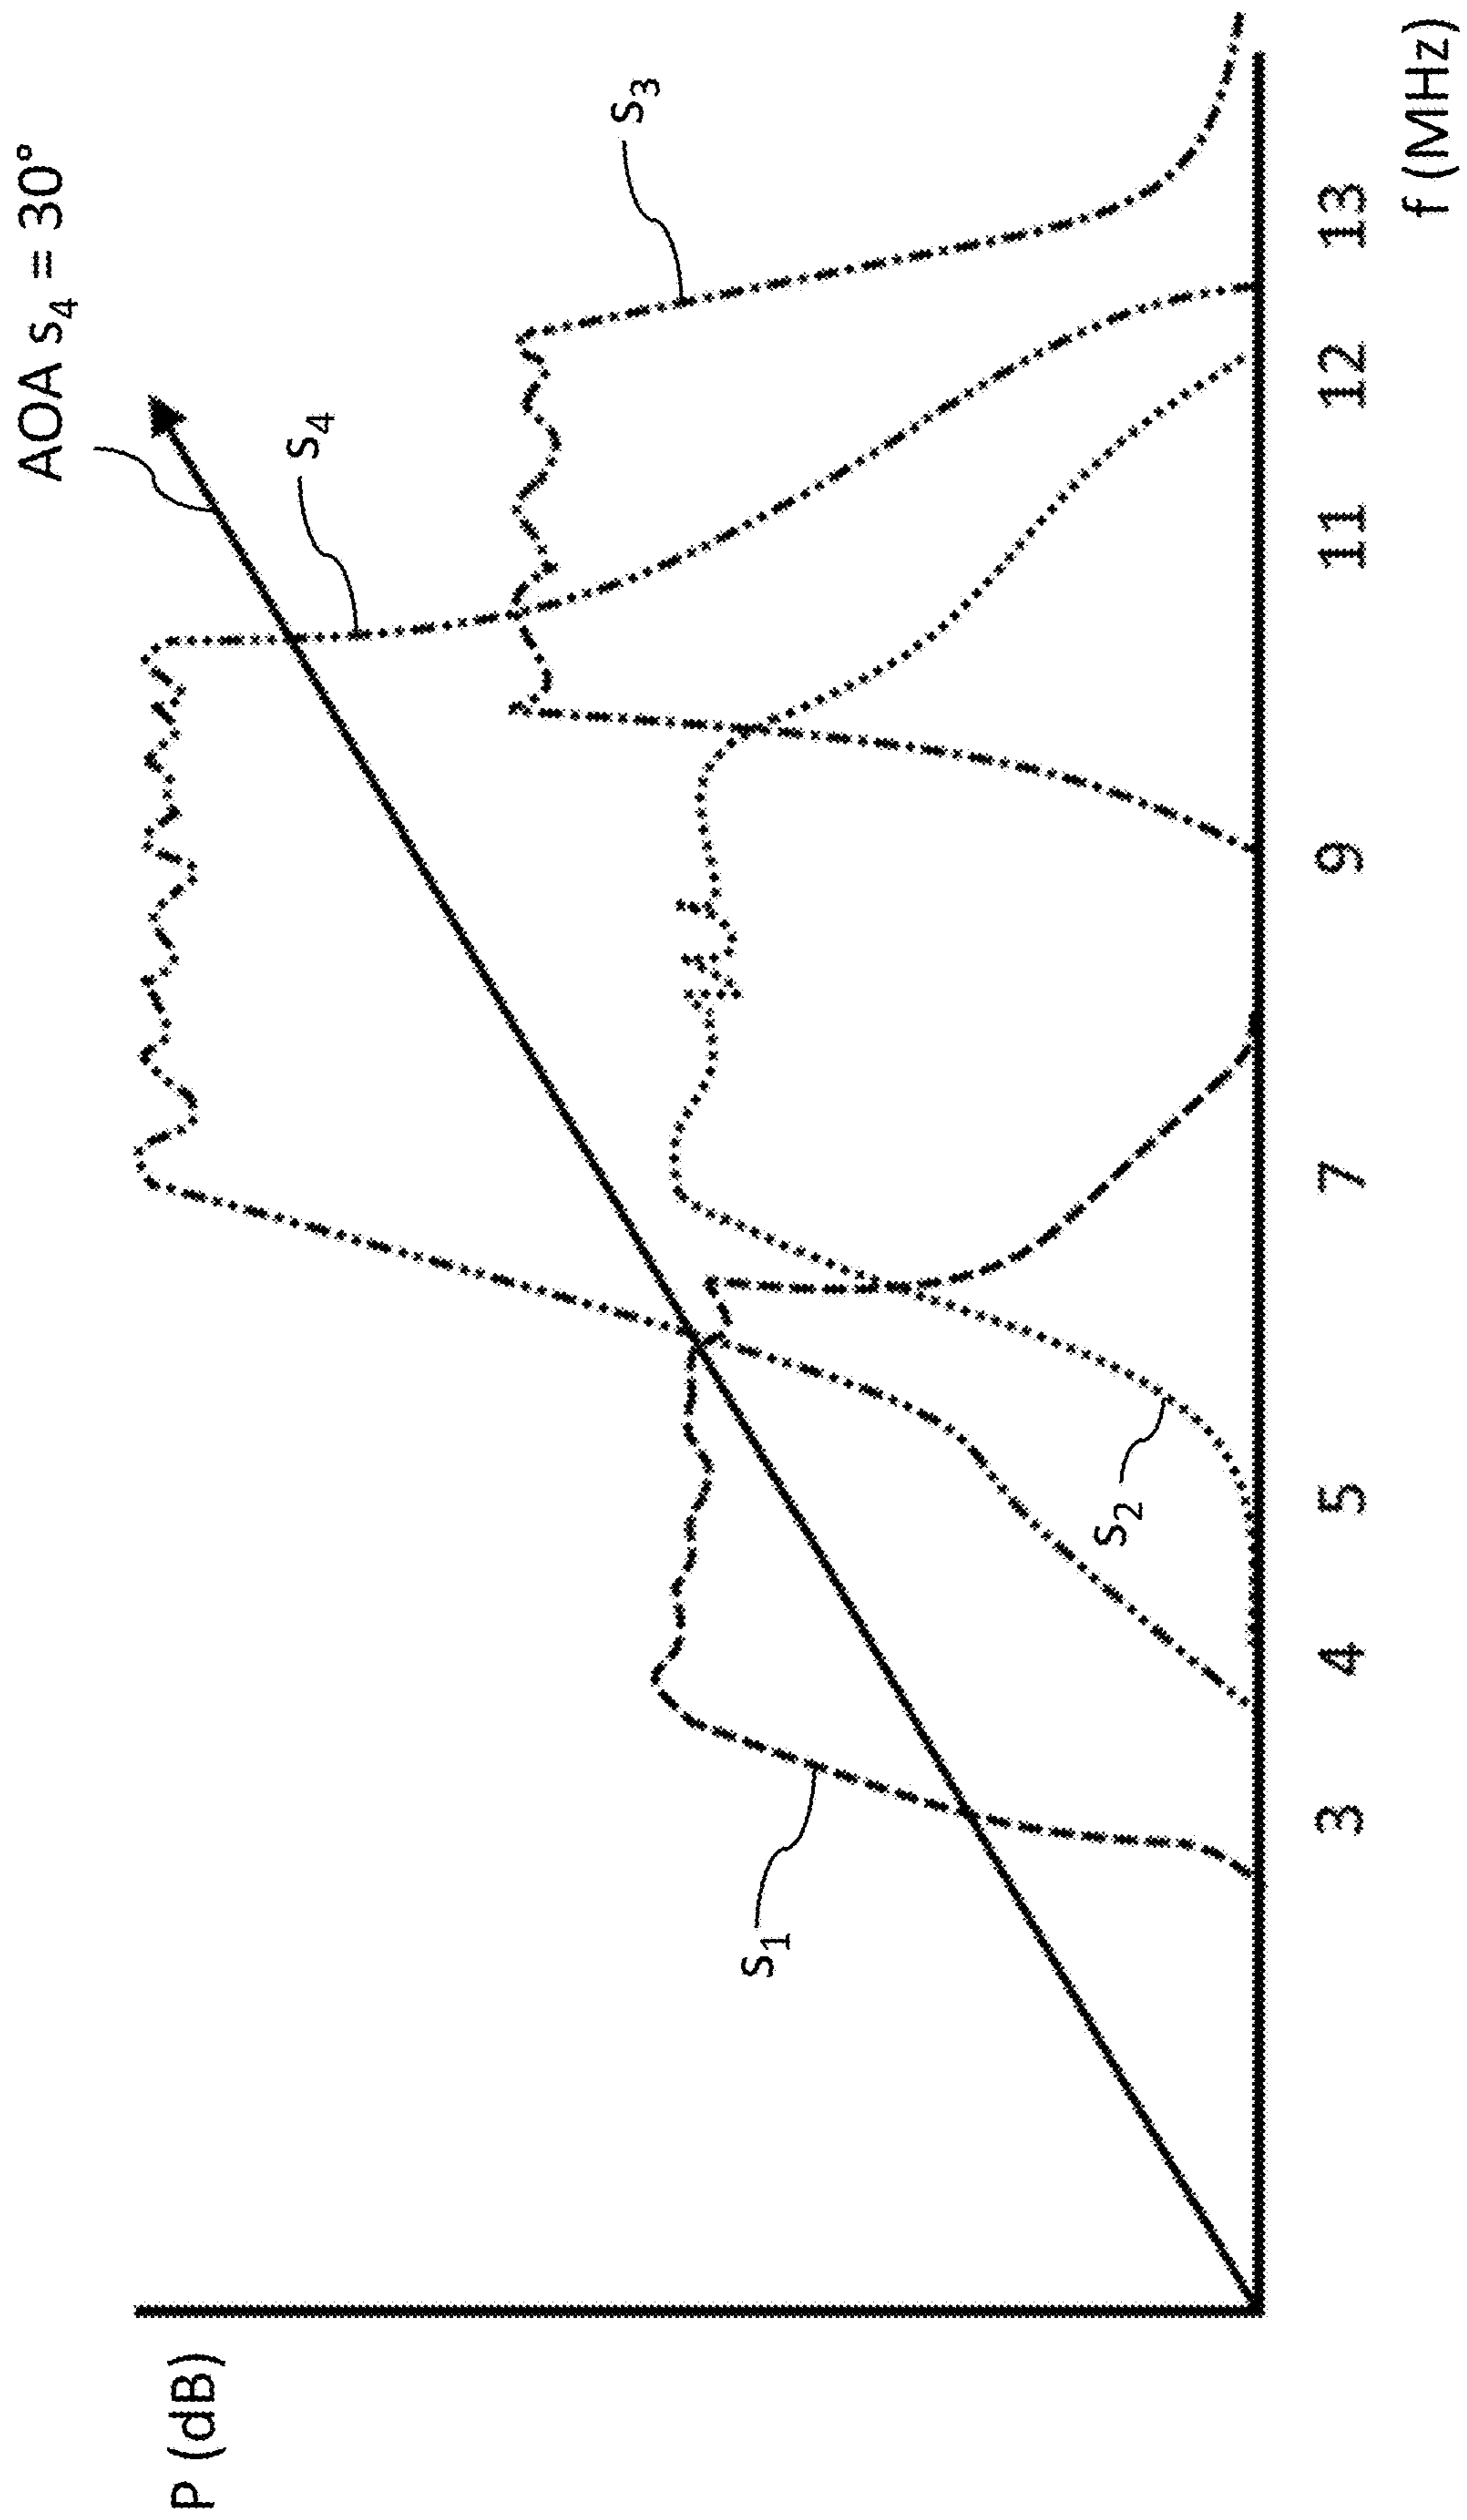 P (dB)
AOA s4 = 30°
s4
s3
s1
s2
3 4 5 7 9 11 12 13
f (MHz)